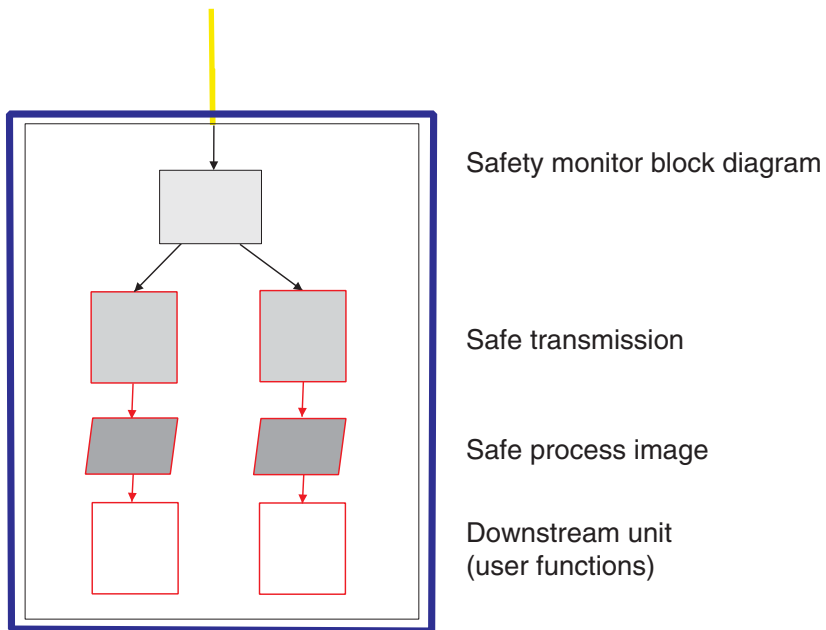 Safety monitor block diagram
Safe transmission
Safe process image
Downstream unit
(user functions)